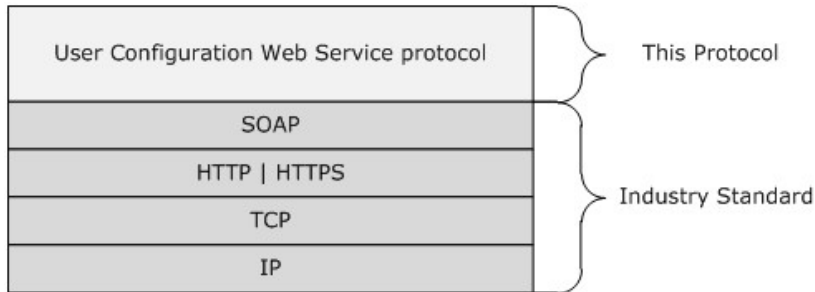 User Configuration Web Service protocol
This Protocol
SOAP
HTTP | HTTPS
TCP
IP
Industry Standard